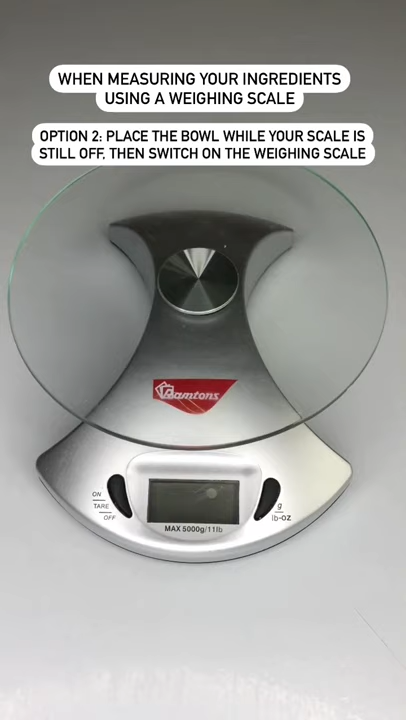 WHEN MEASURING YOUR INGREDIENTS
USING A WEIGHING SCALE
OPTION 2: PLACE THE BOWL WHILE YOUR SCALE IS
STILL OFF, THEN SWITCH ON THE WEIGHING SCALE
Ramtons
ON
TARE
OFF
g
lb-oz
MAX 5000g/11lb